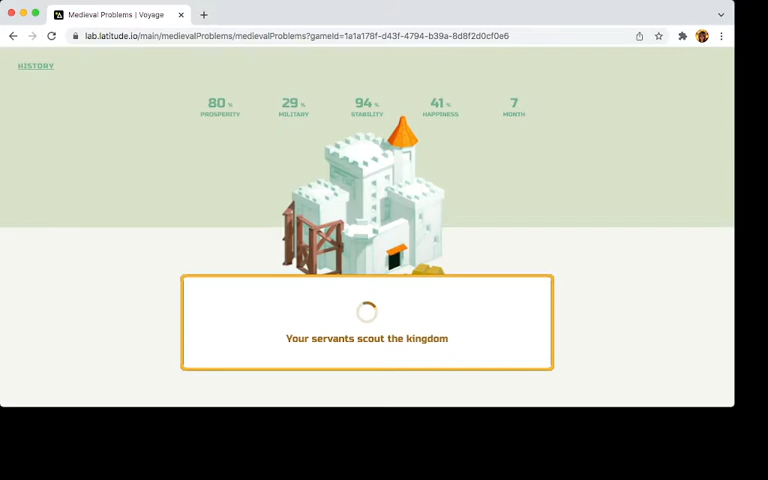 Medieval Problems | Voyage
lab.latitude.io/main/medievalProblems/medievalProblems?gameId=1a1a178f-d43f-4794-b39a-8d8f2d0cf0e6
HISTORY
80 % 29 % 94 % 41 % 7
PROSPERITY MILITARY STABILITY HAPPINESS MONTH
Your servants scout the kingdom